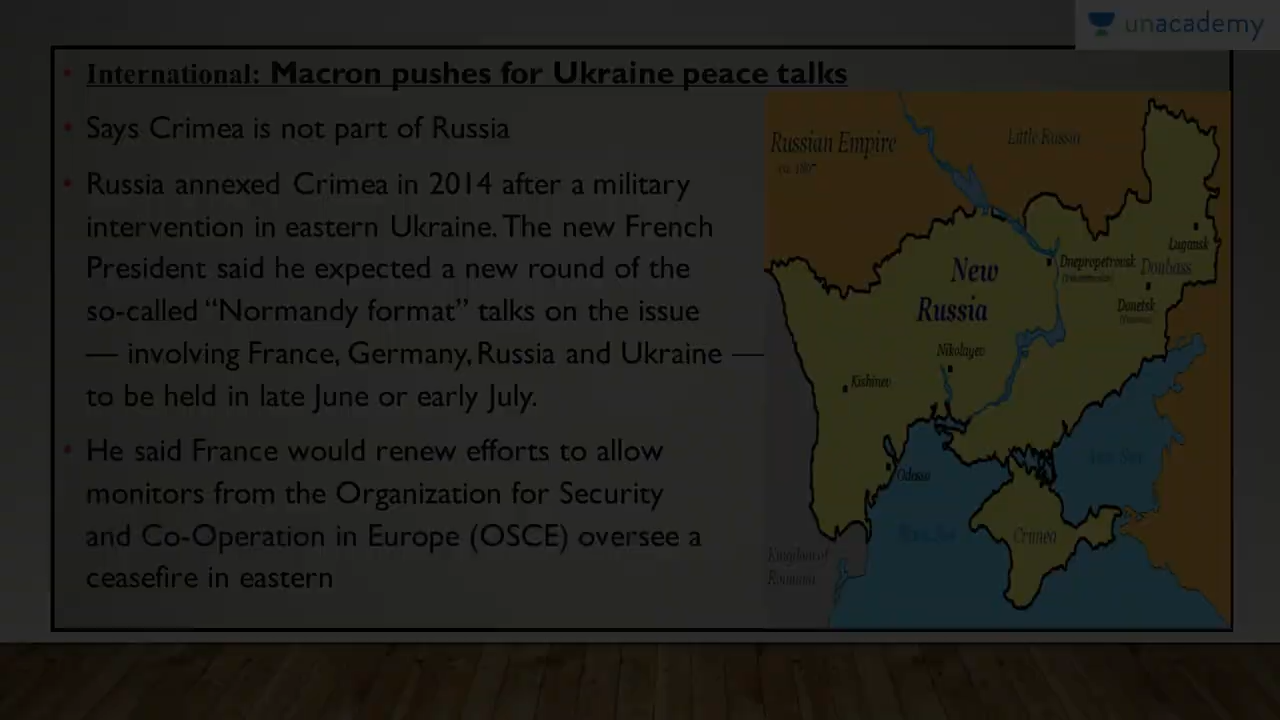 unacademy
International: Macron pushes for Ukraine peace talks
Says Crimea is not part of Russia
Russia annexed Crimea in 2014 after a military
intervention in eastern Ukraine. The new French
President said he expected a new round of the
so-called “Normandy format” talks on the issue
— involving France, Germany, Russia and Ukraine —
to be held in late June or early July.
He said France would renew efforts to allow
monitors from the Organization for Security
and Co-Operation in Europe (OSCE) oversee a
ceasefire in eastern
Russian Empire
Little Russia
Lugansk
Dnepropetrovsk
Donbass
New
Russia
Donetsk
Nikolayev
Kishinev
Odessa
Crimea
Kingdom of
Romania